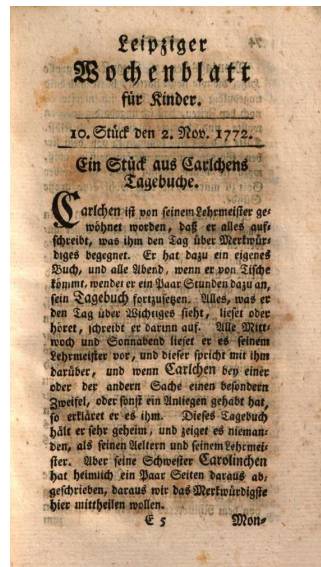 Leipziger
Wochenblatt
für Kinder.
10. Stück den 2. Nov. 1772.
Ein Stück aus Carlchens
Tagebuche.
Carlchen ist von seinem Lehrmeister ge-
wöhnet worden, daß er alles auf-
schreibt, was ihm den Tag über Merkwür-
diges begegnet. Er hat dazu ein eigenes
Buch, und alle Abend, wenn er von Tische
kömmt, wendet er ein Paar Stunden dazu an,
sein Tagebuch fortzusetzen. Alles, was er
den Tag über Wichtiges sieht, lieset oder
höret, schreibt er darinn auf. Alle Mitt-
woch und Sonnabend lieset er es seinem
Lehrmeister vor, und dieser spricht mit ihm
darüber, und wenn Carlchen bey einer
oder der andern Sache einen besondern
Zweifel, oder sonst ein Anliegen gehabt hat,
so erkläret er es ihm. Dieses Tagebuch
hält er sehr geheim, und zeiget es nieman-
den, als seinen Aeltern und seinem Lehrmei-
ster. Aber seine Schwester Carolinchen
hat heimlich ein Paar Seiten daraus ab-
geschrieben, daraus wir das Merkwürdigste
hier mittheilen wollen.
E 5 Mon-